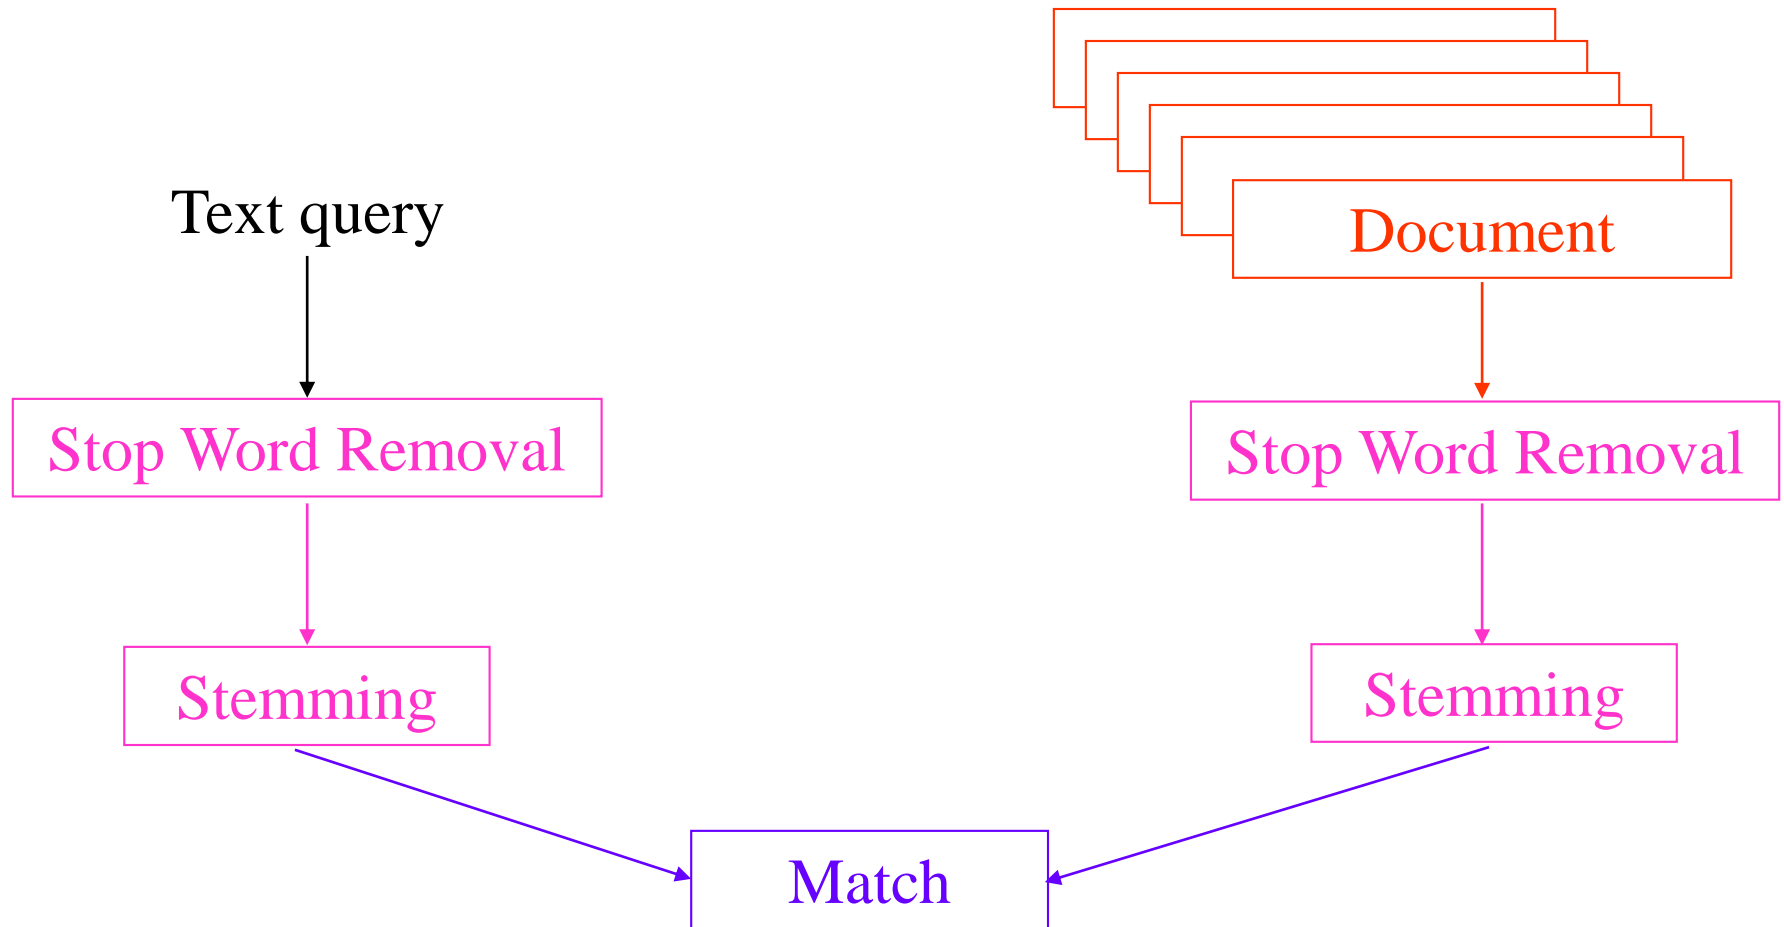 Text query
Document
Stop Word Removal
Stop Word Removal
Stemming
Stemming
Match